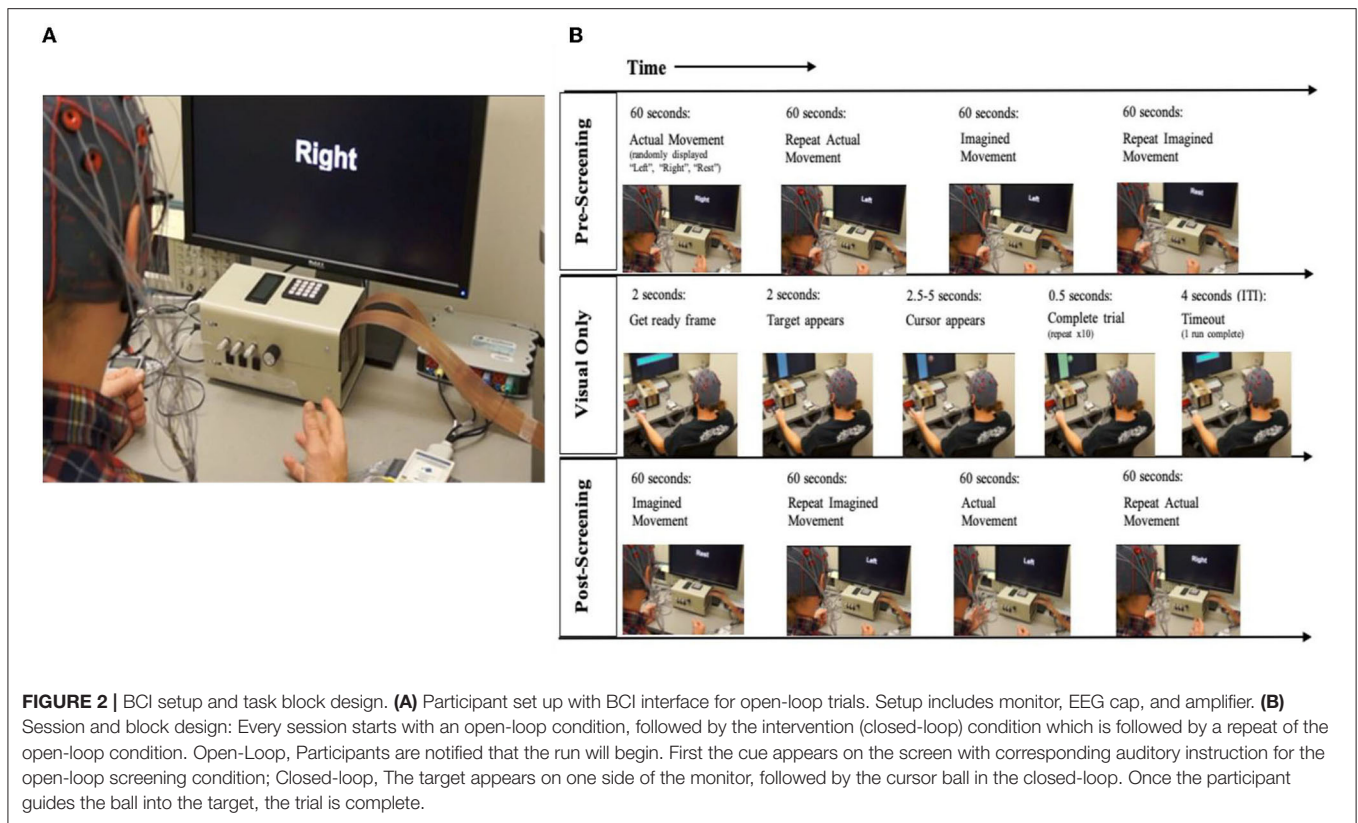 A
B
Right
Time
Pre-Screening
60 seconds:
Actual Movement
(randomly displayed
"Left", "Right", "Rest")
60 seconds:
Repeat Actual
Movement
60 seconds:
Imagined
Movement
60 seconds:
Repeat Imagined
Movement
Right
Left
Left
Rest
Visual Only
2 seconds:
Get ready frame
2 seconds:
Target appears
2.5-5 seconds:
Cursor appears
0.5 seconds:
Complete trial
(repeat x10)
4 seconds (ITI):
Timeout
(1 run complete)
Post-Screening
60 seconds:
Imagined
Movement
60 seconds:
Repeat Imagined
Movement
60 seconds:
Actual
Movement
60 seconds:
Repeat Actual
Movement
Rest
Left
Left
Right
FIGURE 2 | BCI setup and task block design. (A) Participant set up with BCI interface for open-loop trials. Setup includes monitor, EEG cap, and amplifier. (B)
Session and block design: Every session starts with an open-loop condition, followed by the intervention (closed-loop) condition which is followed by a repeat of the
open-loop condition. Open-Loop, Participants are notified that the run will begin. First the cue appears on the screen with corresponding auditory instruction for the
open-loop screening condition; Closed-loop, The target appears on one side of the monitor, followed by the cursor ball in the closed-loop. Once the participant
guides the ball into the target, the trial is complete.